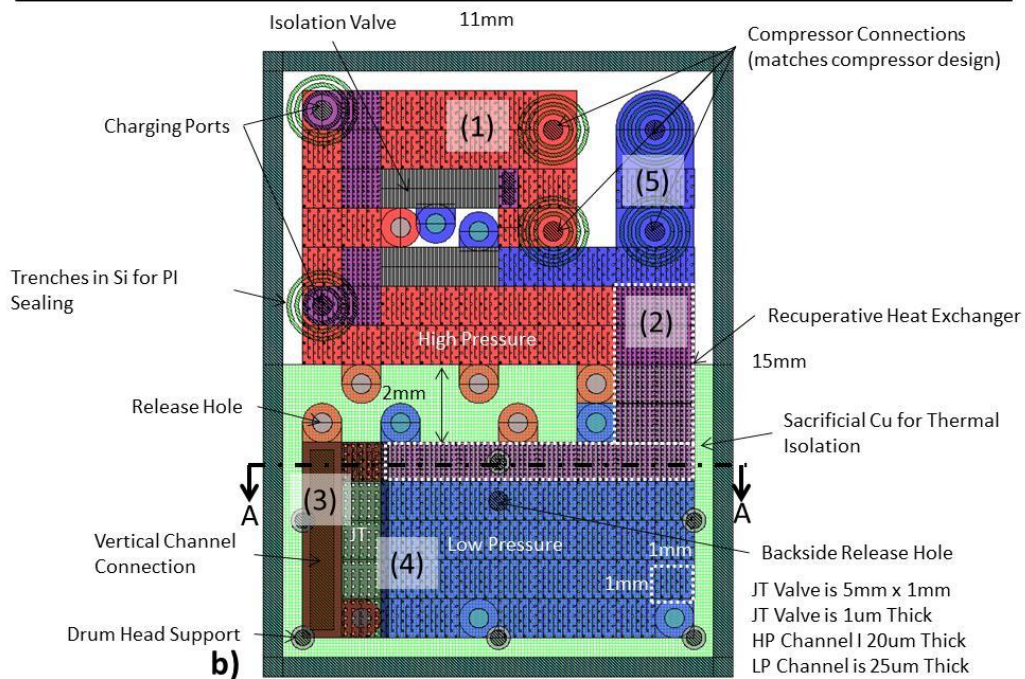 Isolation Valve
11mm
Compressor Connections
(matches compressor design)
Charging Ports
(1)
(5)
Trenches in Si for PI
Sealing
(2)
High Pressure
Recuperative Heat Exchanger
15mm
2mm
Release Hole
Sacrificial Cu for Thermal
Isolation
A
A
(3)
JT
(4)
Low Pressure
Vertical Channel
Connection
1mm
1mm
Backside Release Hole
JT Valve is 5mm x 1mm
JT Valve is 1um Thick
HP Channel I 20um Thick
LP Channel is 25um Thick
Drum Head Support
b)